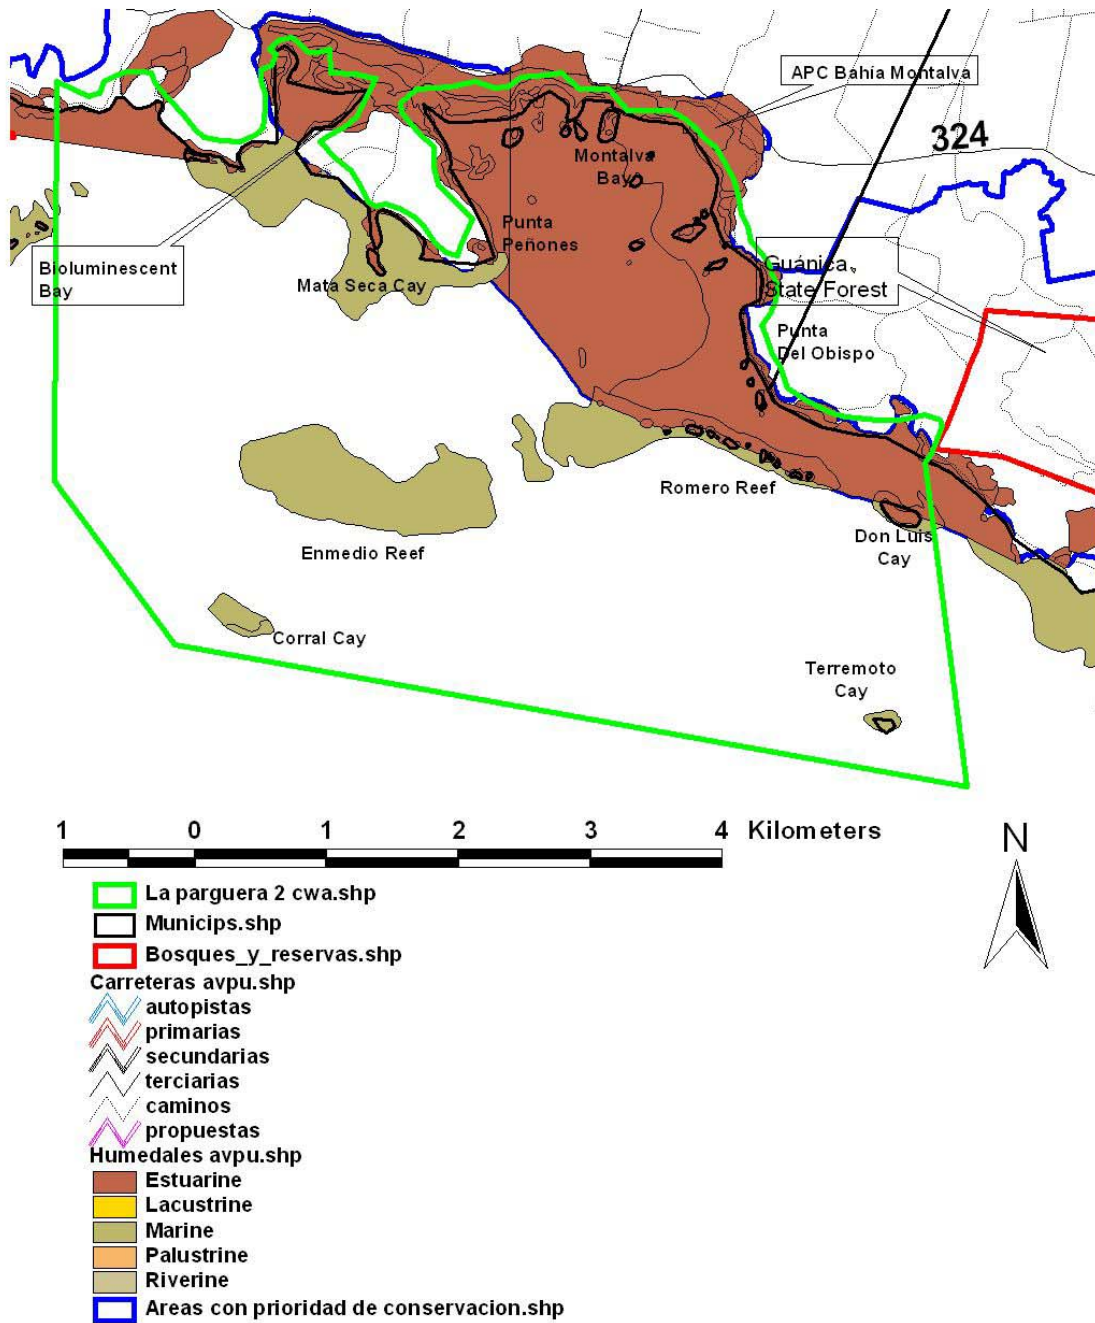 APC Bahía Montalva
324
Montalva
Bay
Punta
Peñones
Bioluminescent
Bay
Mata Seca Cay
Guánica
State Forest
Punta
Del Obispo
Romero Reef
Enmedio Reef
Don Luis
Cay
Corral Cay
Terremoto
Cay
1 0 1 2 3 4 Kilometers
N
La parguera 2 cwa.shp
Municips.shp
Bosques_y_reservas.shp
Carreteras avpu.shp
autopistas
primarias
secundarias
terciarias
caminos
propuestas
Humedales avpu.shp
Estuarine
Lacustrine
Marine
Palustrine
Riverine
Areas con prioridad de conservacion.shp